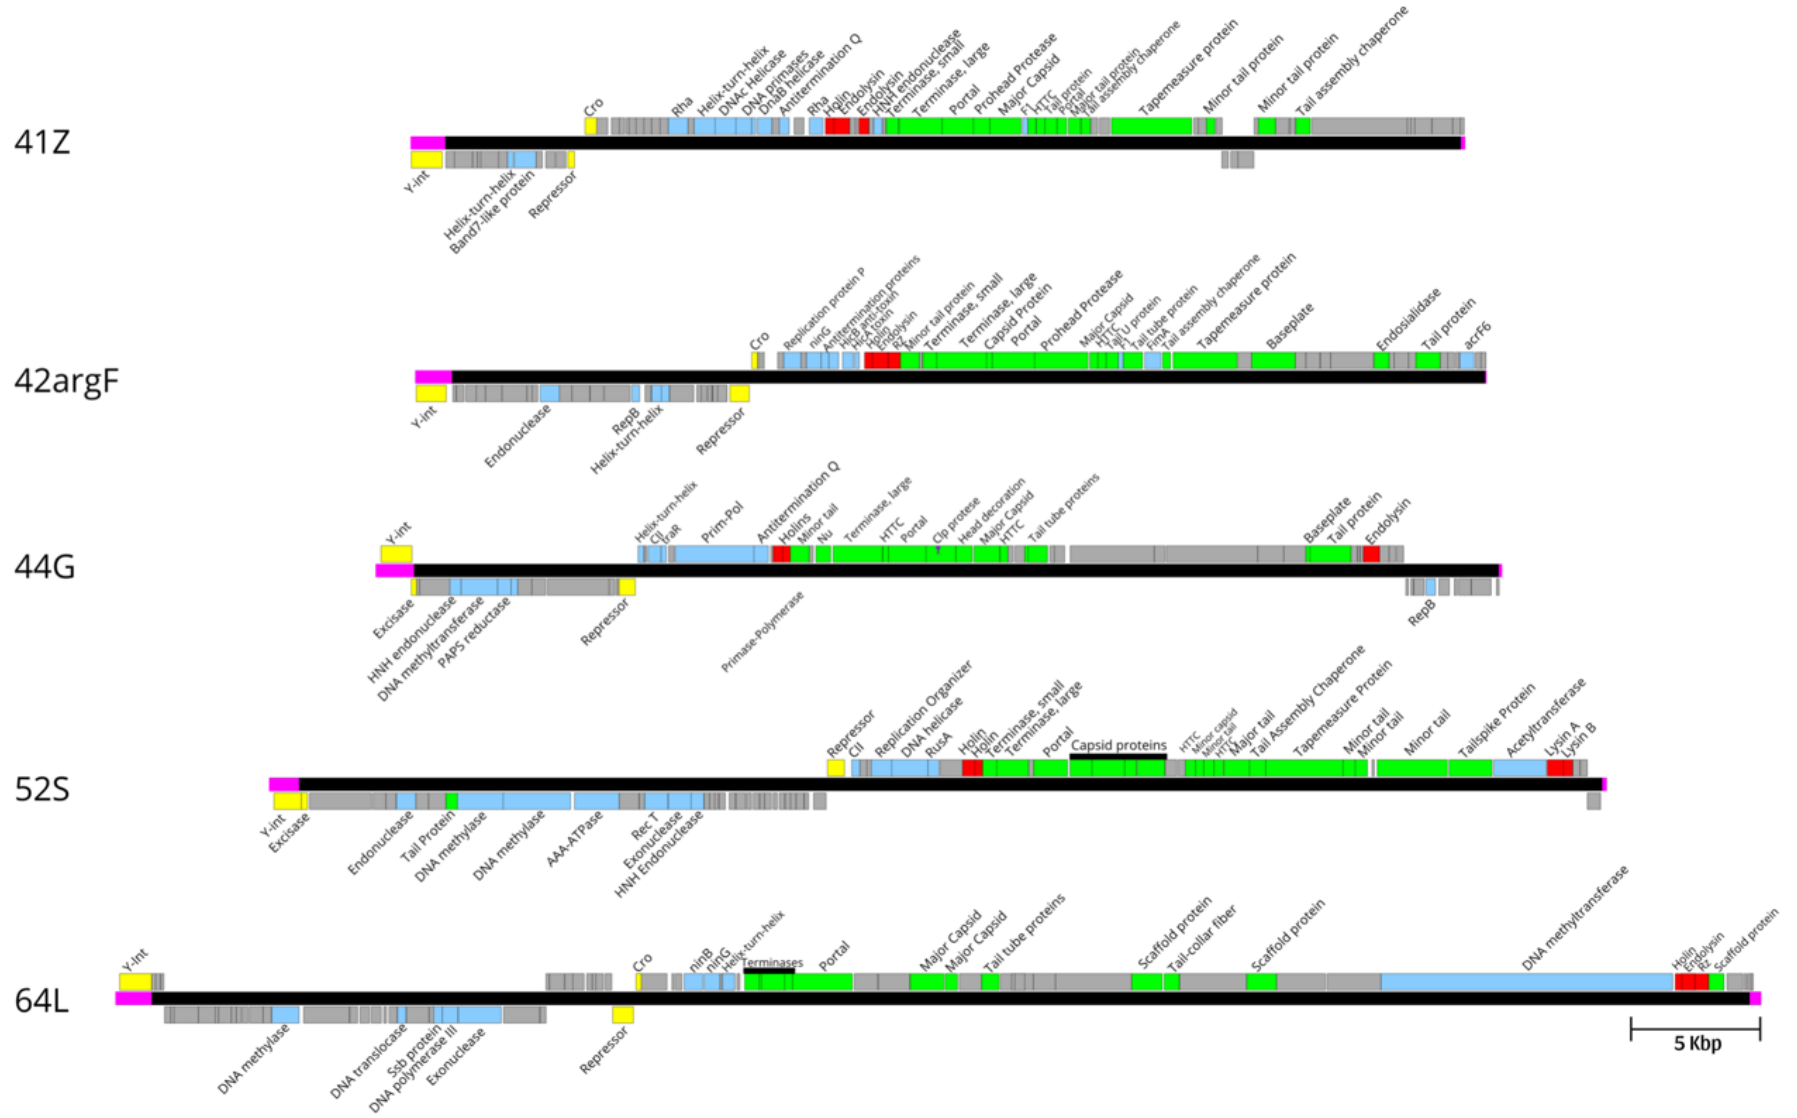 41Z
Cro
Rha
Helix-turn-helix
DNAc Helicase
DNA primases
DnaB helicase
Antitermination Q
Rha
Holin
Endolysin
Endolysin
HNH endonuclease
Terminase, small
Terminase, large
Portal
Prohead Protease
Major Capsid
FI
HTTC
Tail protein
Portal
Major tail protein
Tail assembly chaperone
Tapemeasure protein
Minor tail protein
Minor tail protein
Tail assembly chaperone
Y-int
Helix-turn-helix
Band7-like protein
Repressor
42argF
Cro
Replication protein P
ninG
Antitermination proteins
HicB anti-toxin
HicA toxin
Holin
Endolysin
Rz
Minor tail protein
Terminase, small
Terminase, large
Capsid Protein
Portal
Prohead Protease
Major Capsid
HTTC
Tail U protein
FI
Tail tube protein
FimA
Tail assembly chaperone
Tapemeasure protein
Baseplate
Endosialidase
Tail protein
acrF6
Y-int
Endonuclease
RepB
Helix-turn-helix
Repressor
44G
Y-int
Helix-turn-helix
CII
traR
Prim-Pol
Antitermination Q
Holins
Minor tail
Nu
Terminase, large
HTTC
Portal
Clp protese
Head decoration
Major Capsid
HTTC
Tail tube proteins
Baseplate
Tail protein
Endolysin
Excisase
HNH endonuclease
DNA methyltransferase
PAPS reductase
Repressor
Primase-Polymerase
RepB
52S
Repressor
CII
Replication Organizer
DNA helicase
RusA
Holin
Holin
Terminase, small
Terminase, large
Portal
Capsid proteins
HTTC
Minor capsid
Minor tail
HTTC
Major tail
Tail Assembly Chaperone
Tapemeasure Protein
Minor tail
Minor tail
Minor tail
Tailspike Protein
Acetyltransferase
Lysin A
Lysin B
Y-int
Excisase
Endonuclease
Tail Protein
DNA methylase
DNA methylase
AAA-ATPase
Rec T
Exonuclease
HNH Endonuclease
64L
Y-Int
Cro
ninB
ninG
Helix-turn-helix
Terminases
Portal
Major Capsid
Major Capsid
Tail tube proteins
Scaffold protein
Tail-collar fiber
Scaffold protein
DNA methyltransferase
Holin
Endolysin
Rz
Scaffold protein
DNA methylase
DNA translocase
Ssb protein
DNA polymerase III
Exonuclease
Repressor
5 Kbp